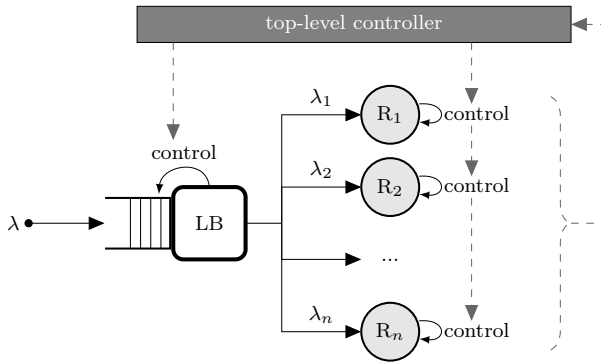 top-level controller
λ₁
R₁
control
control
λ₂
R₂
control
λ
LB
...
λₙ
Rₙ
control